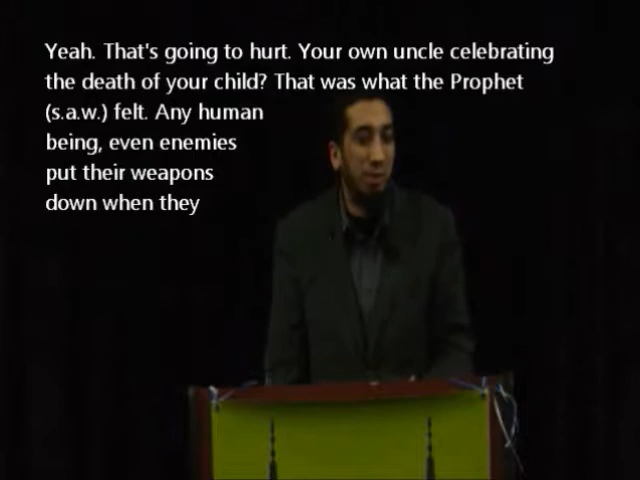 Yeah. That's going to hurt. Your own uncle celebrating
the death of your child? That was what the Prophet
(s.a.w.) felt. Any human
being, even enemies
put their weapons
down when they